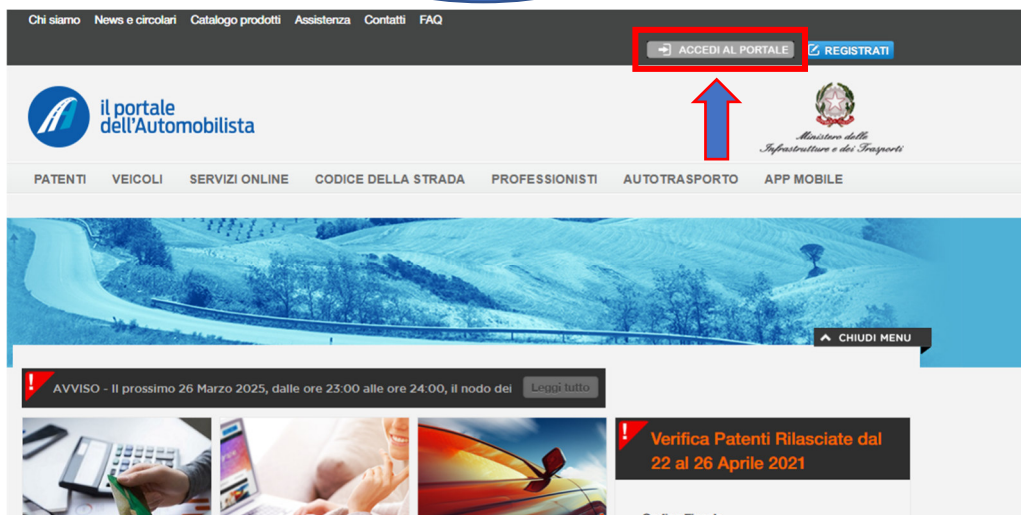 Chi siamo News e circolari Catalogo prodotti Assistenza Contatti FAQ
ACCEDI AL PORTALE REGISTRATI
il portale
dell'Automobilista
Ministero delle
Infrastrutture e dei Trasporti
PATENTI VEICOLI SERVIZI ONLINE CODICE DELLA STRADA PROFESSIONISTI AUTOTRASPORTO APP MOBILE
CHIUDI MENU
AVVISO - Il prossimo 26 Marzo 2025, dalle ore 23:00 alle ore 24:00, il nodo dei Leggi tutto
Verifica Patenti Rilasciate dal
22 al 26 Aprile 2021